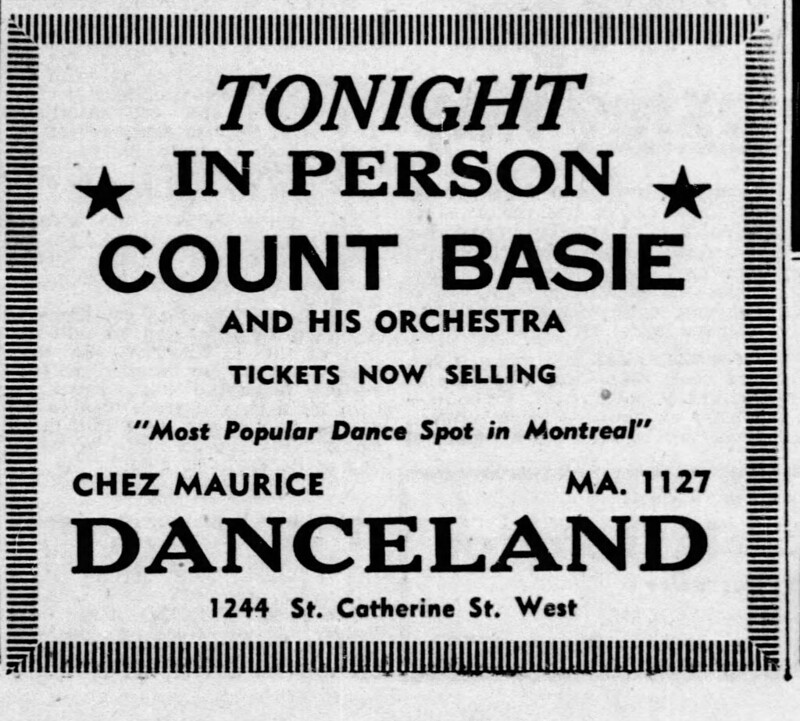 TONIGHT
IN PERSON
COUNT BASIE
AND HIS ORCHESTRA
TICKETS NOW SELLING
"Most Popular Dance Spot in Montreal"
CHEZ MAURICE MA. 1127
DANCELAND
1244 St. Catherine St. West